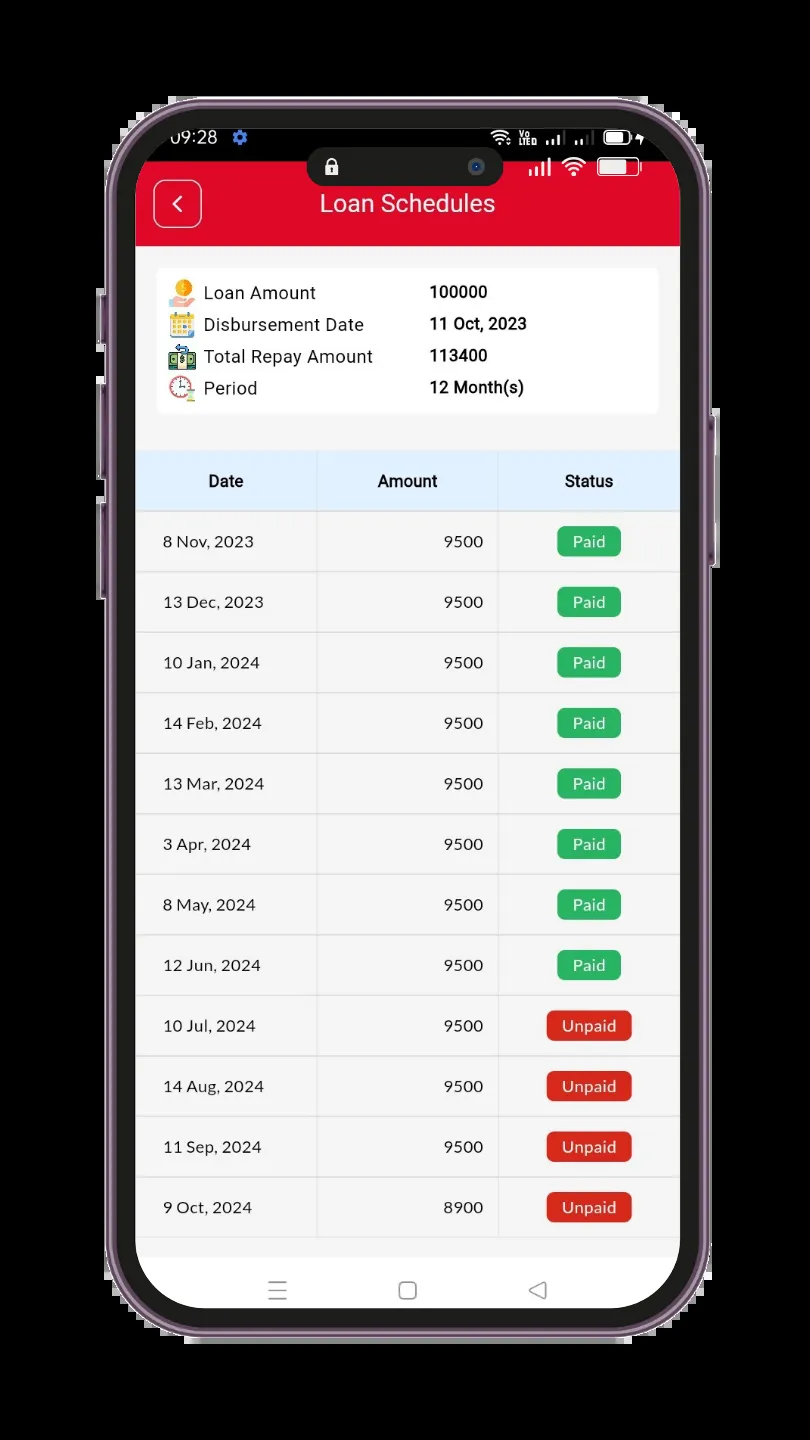 09:28
Vo
LTE
Loan Schedules
Loan Amount 100000
Disbursement Date 11 Oct, 2023
Total Repay Amount 113400
Period 12 Month(s)
Date Amount Status
8 Nov, 2023 9500 Paid
13 Dec, 2023 9500 Paid
10 Jan, 2024 9500 Paid
14 Feb, 2024 9500 Paid
13 Mar, 2024 9500 Paid
3 Apr, 2024 9500 Paid
8 May, 2024 9500 Paid
12 Jun, 2024 9500 Paid
10 Jul, 2024 9500 Unpaid
14 Aug, 2024 9500 Unpaid
11 Sep, 2024 9500 Unpaid
9 Oct, 2024 8900 Unpaid